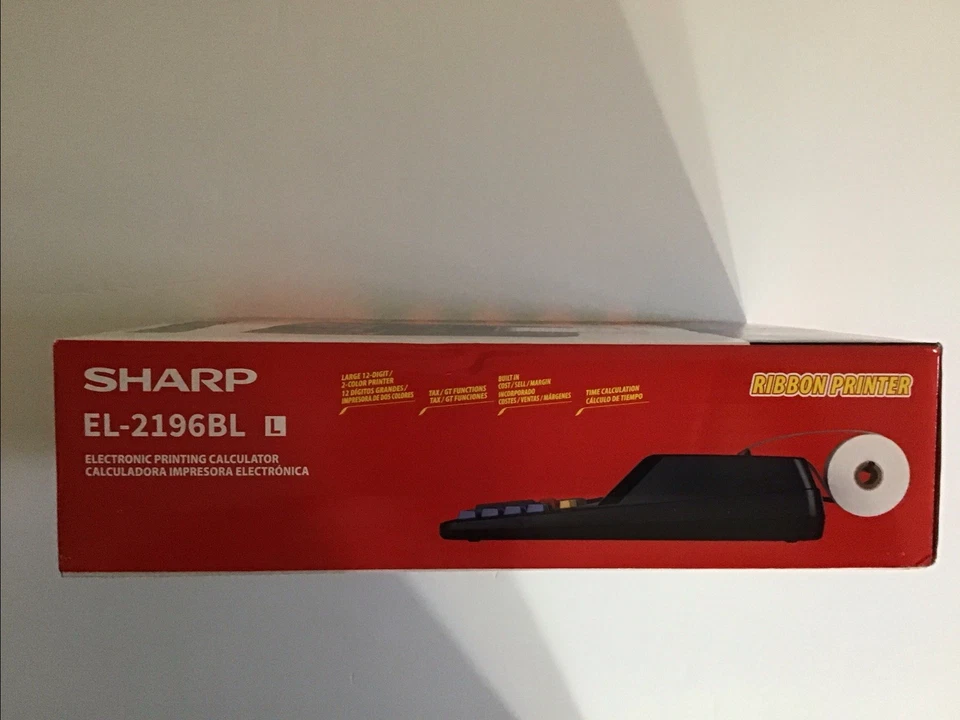 SHARP
EL-2196BL L
ELECTRONIC PRINTING CALCULATOR
CALCULADORA IMPRESORA ELECTRÓNICA
LARGE 12-DIGIT/
2-COLOR PRINTER
12 DÍGITOS GRANDES/
IMPRESORA DE DOS COLORES
TAX/GT FUNCTIONS
TAX/GT FUNCIONES
BUILT IN
COST/SELL/MARGIN
INCORPORADO
COSTES/VENTAS/MÁRGENES
TIME CALCULATION
CÁLCULO DE TIEMPO
RIBBON PRINTER